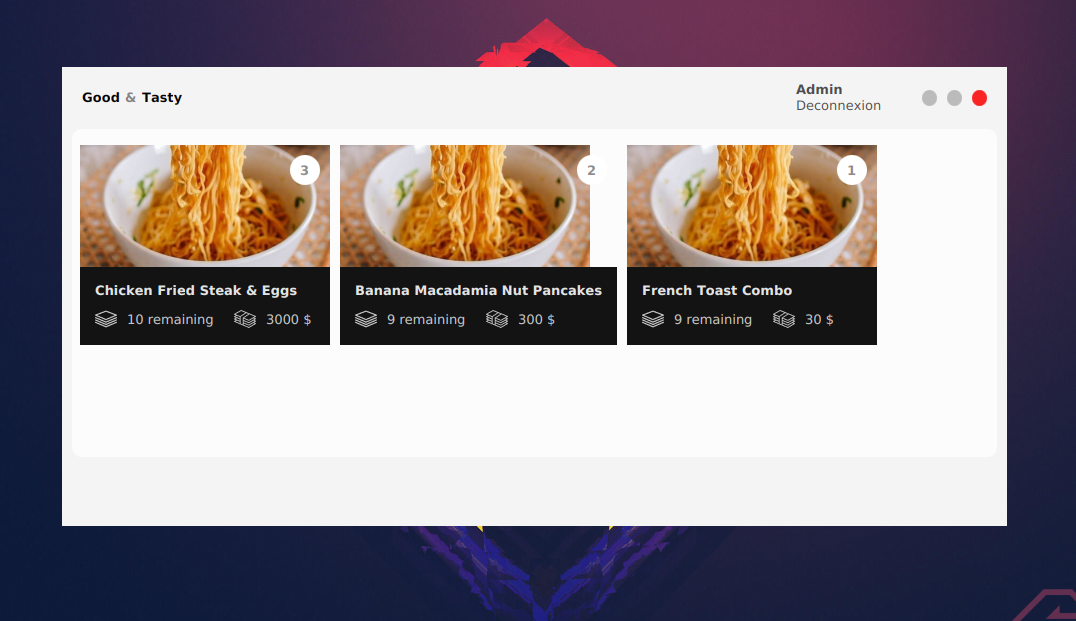 Good & Tasty
Admin
Deconnexion
3
2
1
Chicken Fried Steak & Eggs
Banana Macadamia Nut Pancakes
French Toast Combo
10 remaining 3000 $
9 remaining 300 $
9 remaining 30 $